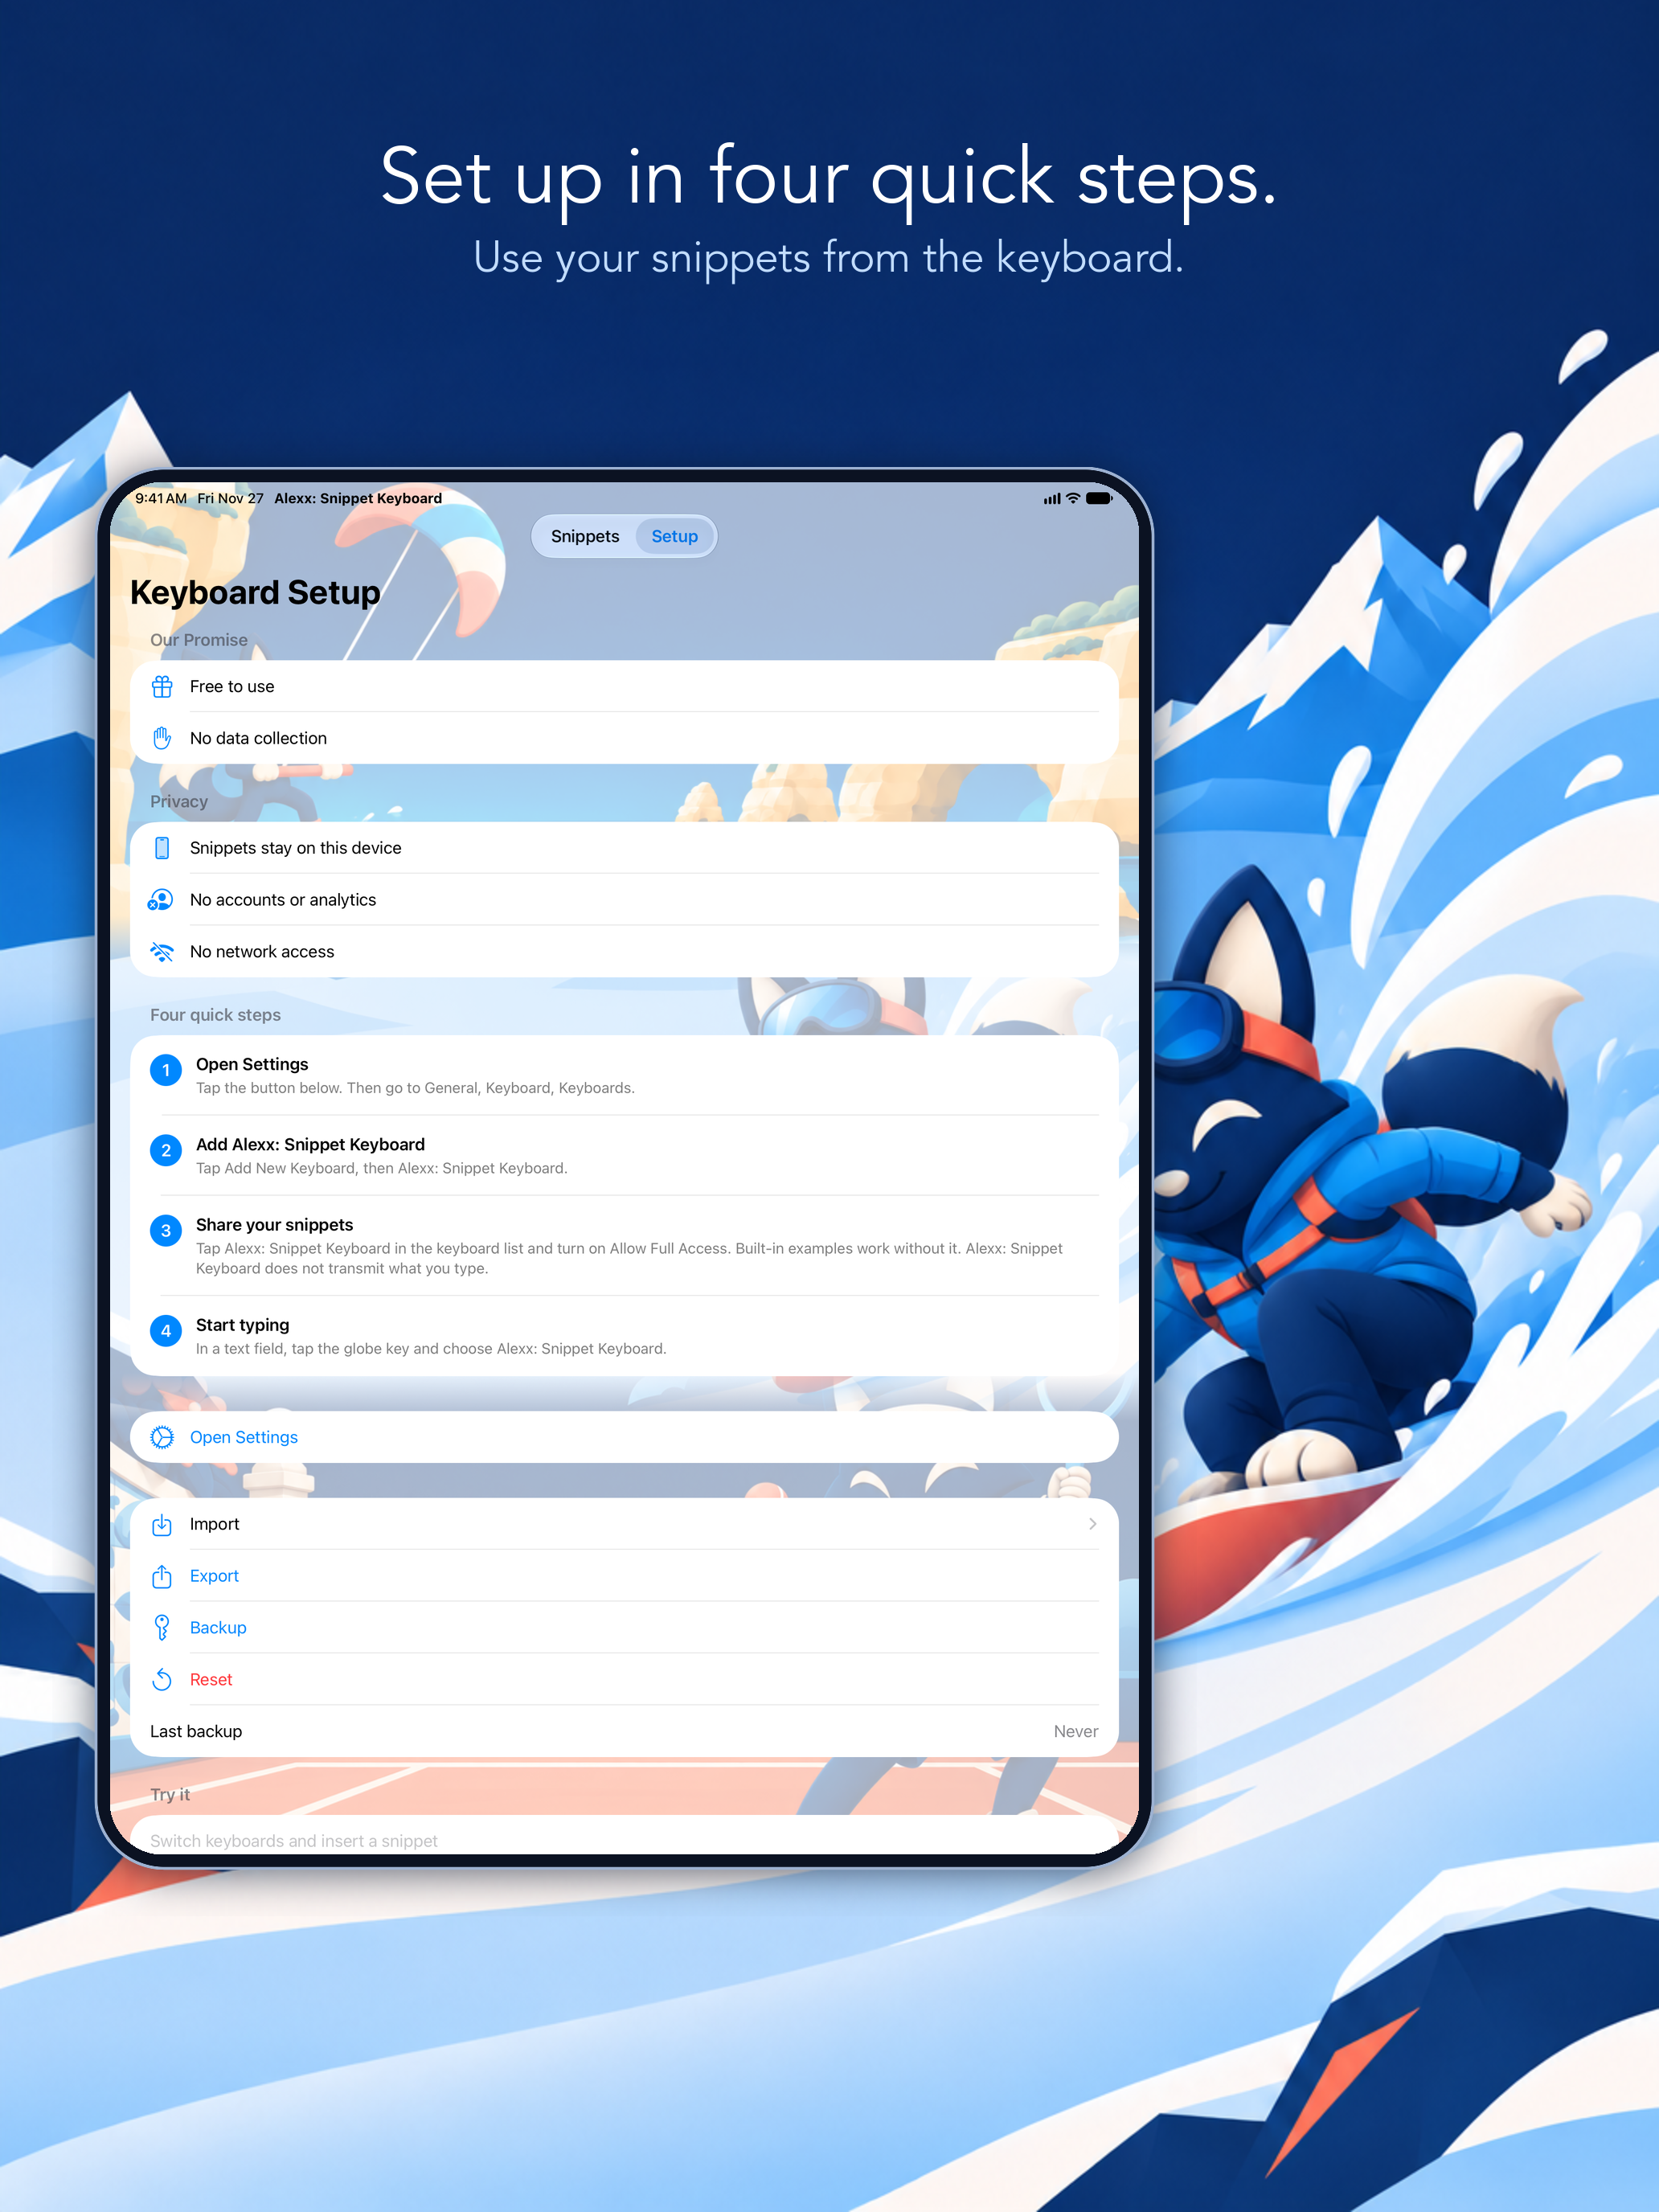 Set up in four quick steps.
Use your snippets from the keyboard.
9:41 AM Fri Nov 27 Alexx: Snippet Keyboard
Snippets Setup
Keyboard Setup
Our Promise
Free to use
No data collection
Privacy
Snippets stay on this device
No accounts or analytics
No network access
Four quick steps
1 Open Settings
Tap the button below. Then go to General, Keyboard, Keyboards.
2 Add Alexx: Snippet Keyboard
Tap Add New Keyboard, then Alexx: Snippet Keyboard.
3 Share your snippets
Tap Alexx: Snippet Keyboard in the keyboard list and turn on Allow Full Access. Built-in examples work without it. Alexx: Snippet
Keyboard does not transmit what you type.
4 Start typing
In a text field, tap the globe key and choose Alexx: Snippet Keyboard.
Open Settings
Import
Export
Backup
Reset
Last backup Never
Try it
Switch keyboards and insert a snippet